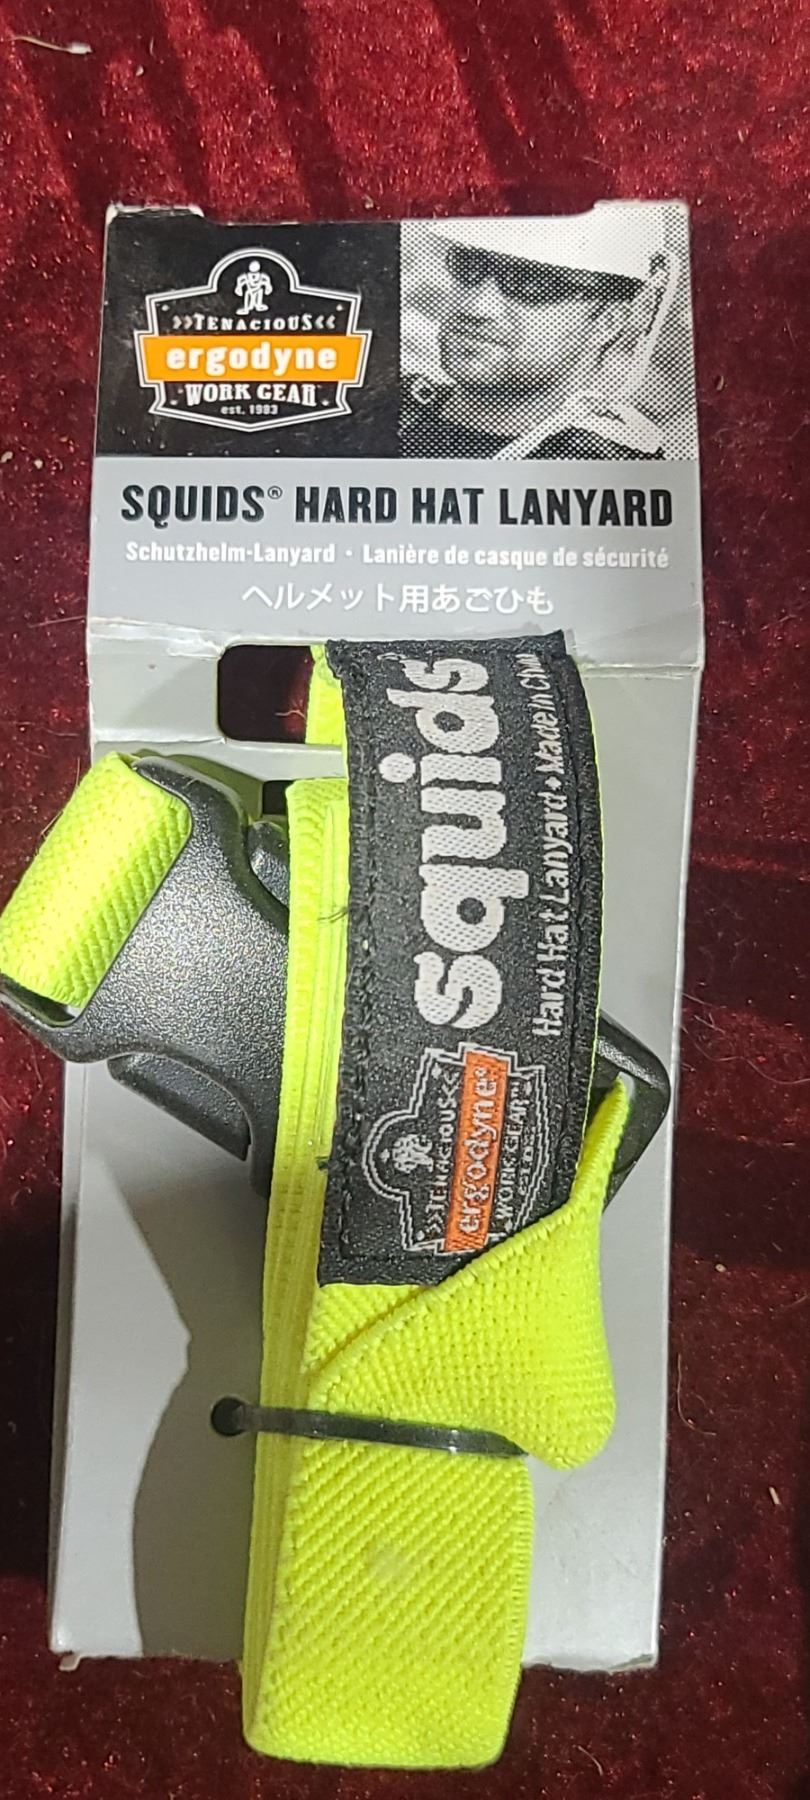 »TENACIOUS«
ergodyne
WORK GEAR
est. 1983
SQUIDS® HARD HAT LANYARD
Schutzhelm-Lanyard • Lanière de casque de sécurité
ヘルメット用あごひも
squids
Hard Hat Lanyard • Made in China
»TENACIOUS«
ergodyne
WORK GEAR